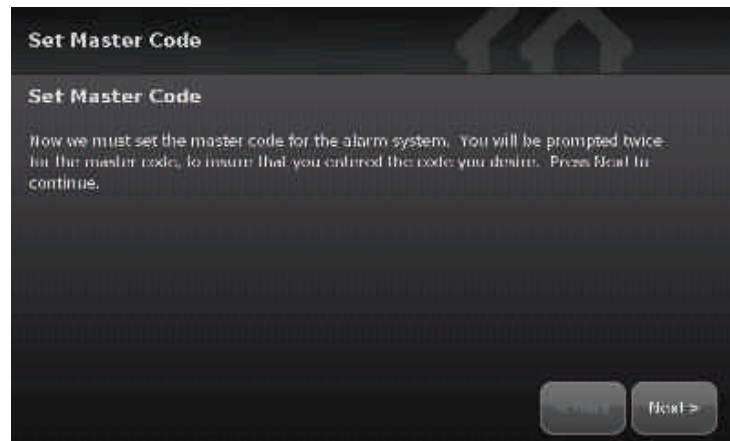 Set Master Code
Set Master Code
Now we must set the master code for the alarm system. You will be prompted twice
for the master code, to insure that you entered the code you desire. Press Next to
continue.
Next >